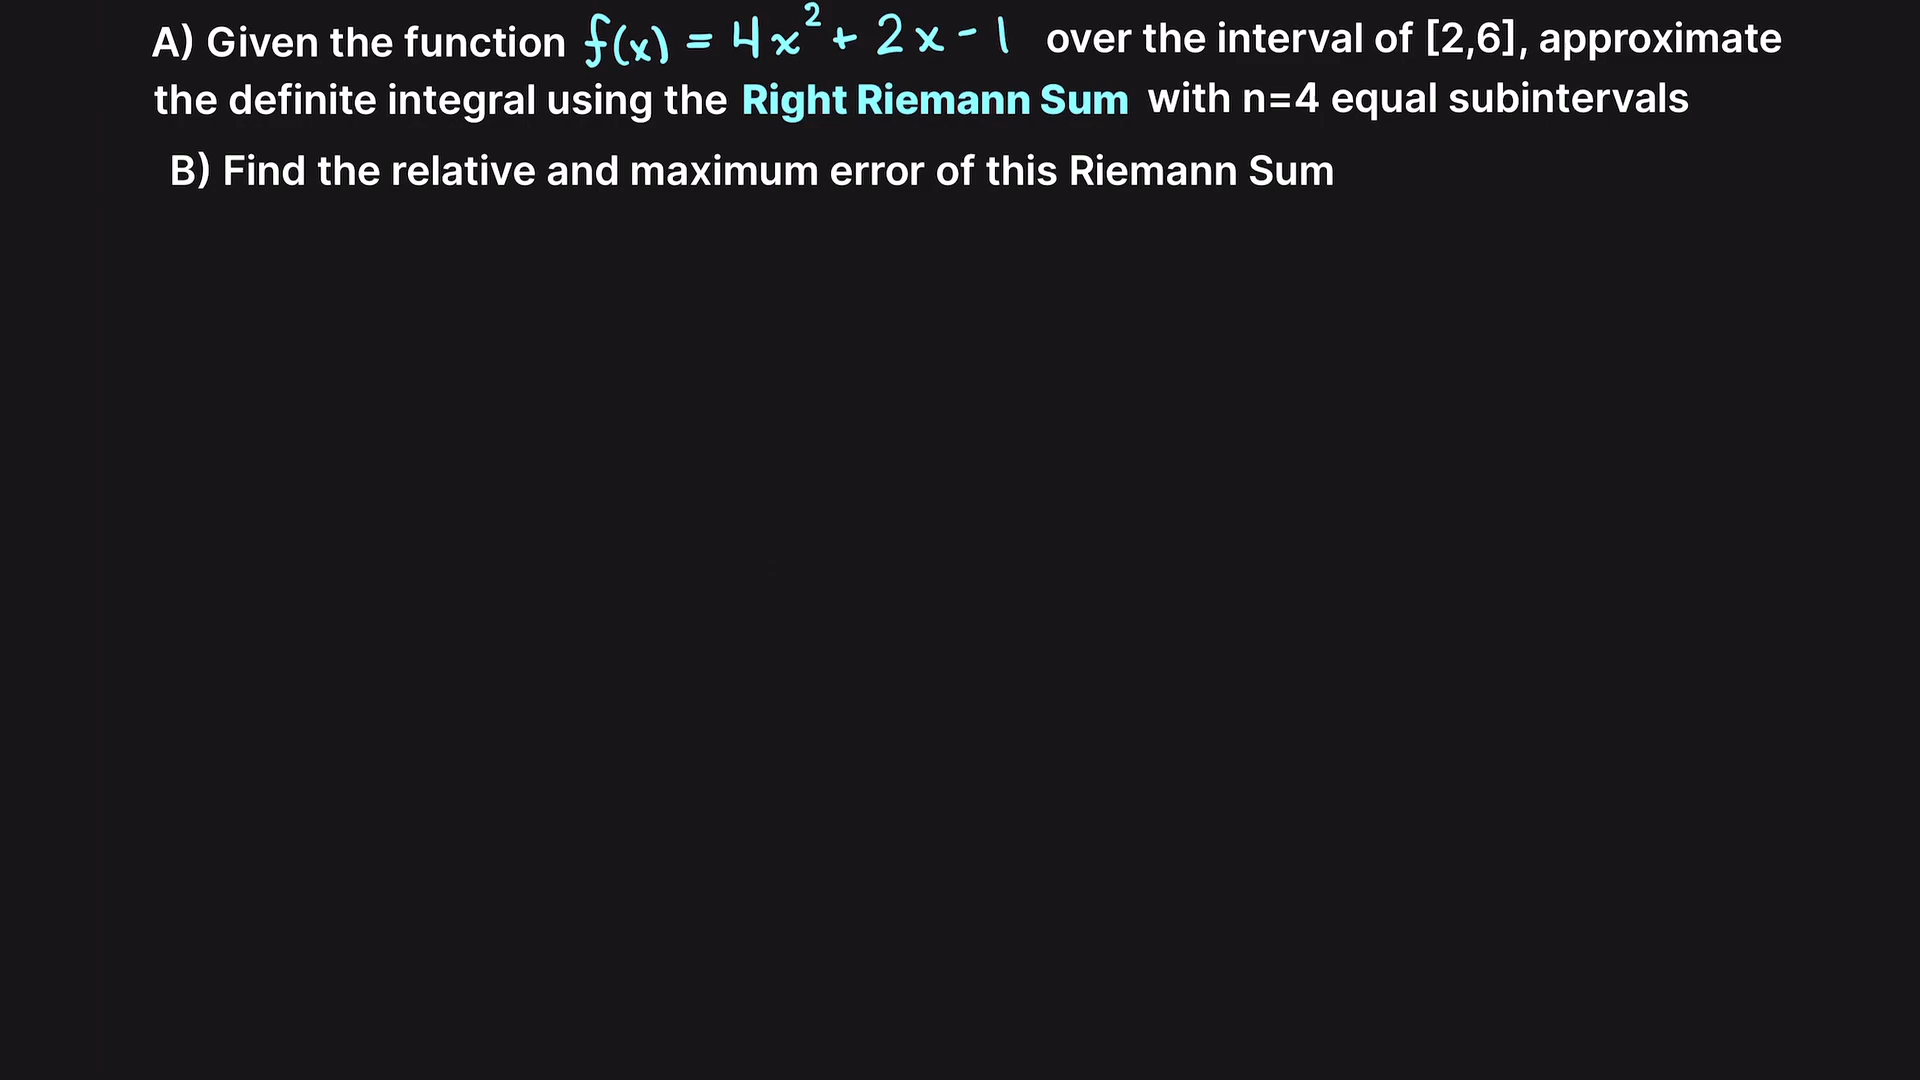 A) Given the function f(x) = 4x² + 2x - 1 over the interval of [2,6], approximate
the definite integral using the Right Riemann Sum with n=4 equal subintervals
B) Find the relative and maximum error of this Riemann Sum